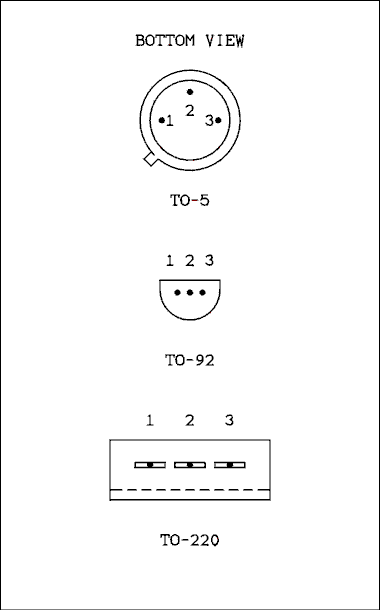 BOTTOM VIEW
2
1 3
TO-5
1 2 3
TO-92
1 2 3
TO-220